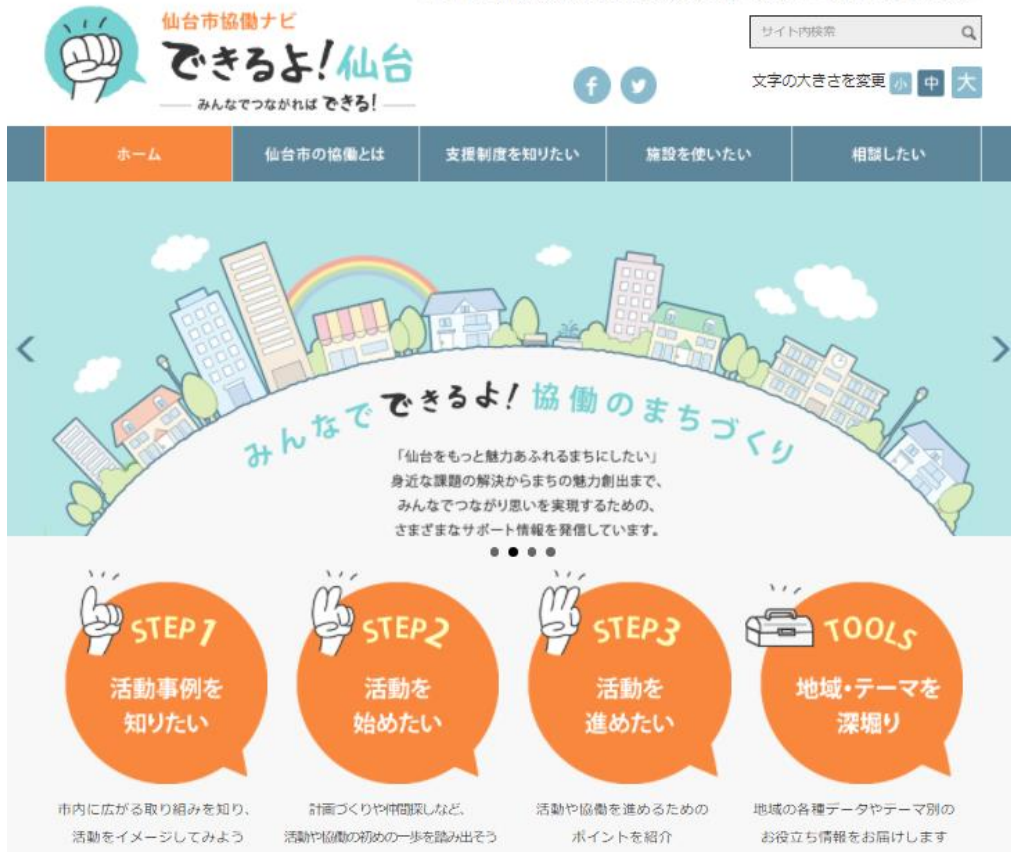 仙台市協働ナビ
できるよ!仙台
みんなでつながれば できる!
サイト内検索
文字の大きさを変更 小 中 大
ホーム
仙台市の協働とは
支援制度を知りたい
施設を使いたい
相談したい
みんなでできるよ!協働のまちづくり
「仙台をもっと魅力あふれるまちにしたい」
身近な課題の解決からまちの魅力創出まで、
みんなでつながり思いを実現するための、
さまざまなサポート情報を発信しています。
STEP1
活動事例を
知りたい
市内に広がる取り組みを知り、
活動をイメージしてみよう
STEP2
活動を
始めたい
計画づくりや仲間探しなど、
活動や協働の初めの一歩を踏み出そう
STEP3
活動を
進めたい
活動や協働を進めるための
ポイントを紹介
TOOLS
地域・テーマを
深堀り
地域の各種データやテーマ別の
お役立ち情報をお届けします